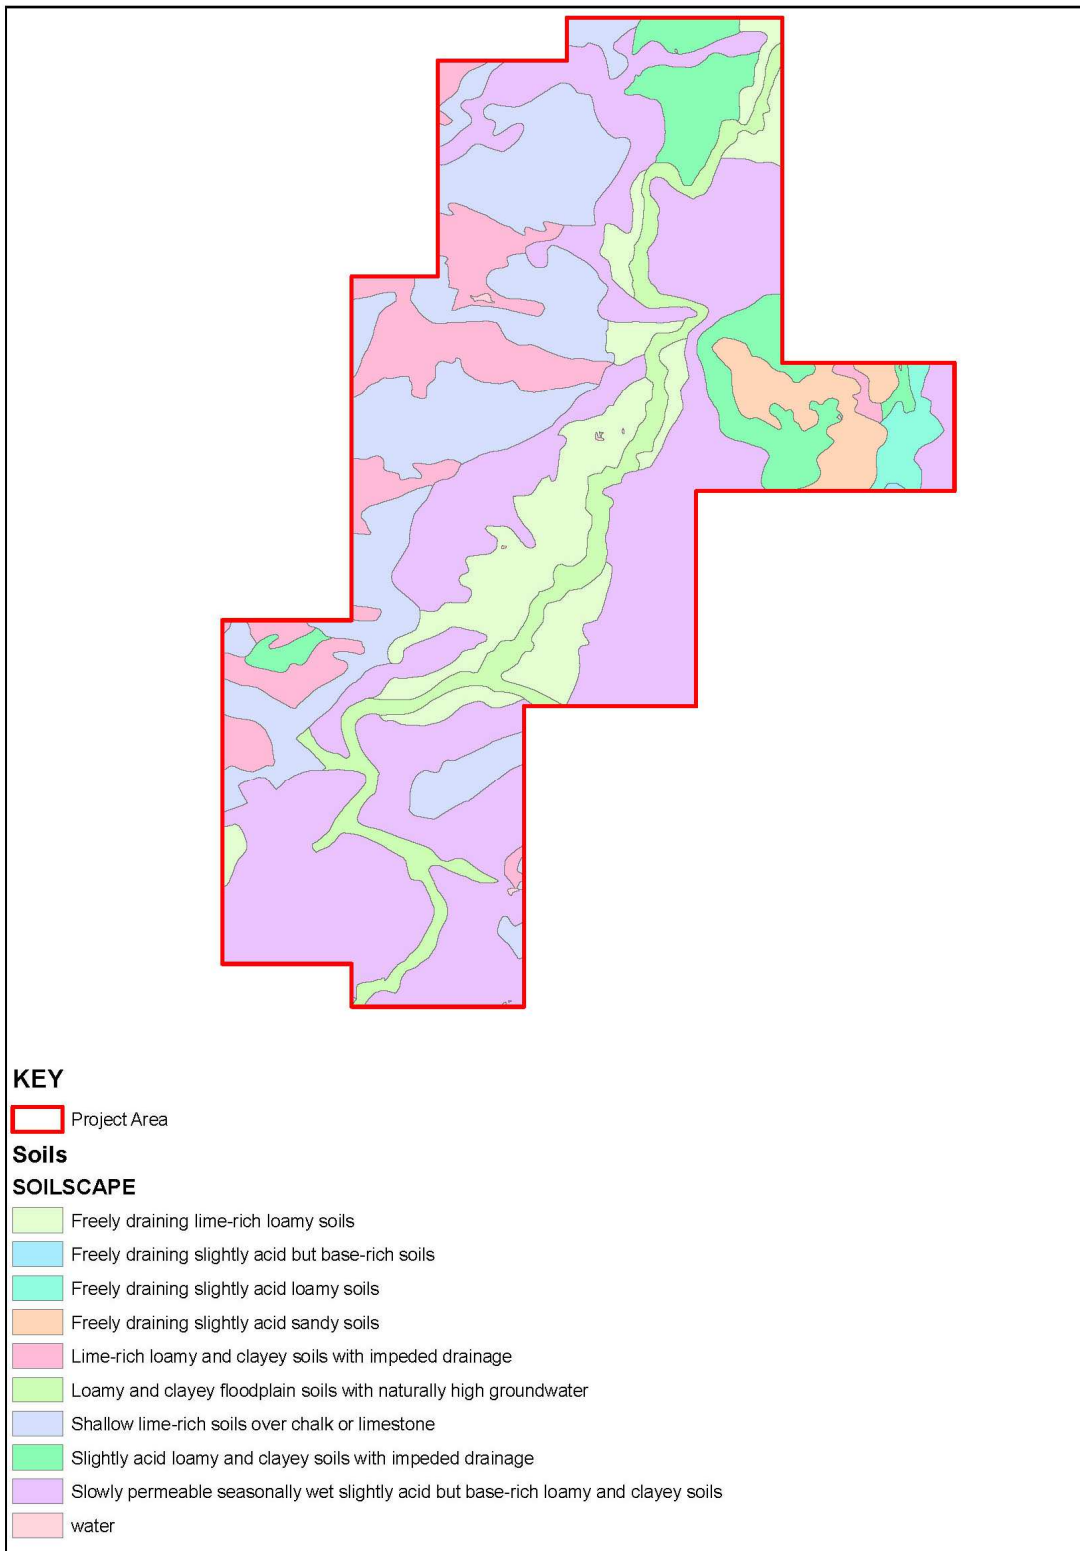 KEY
Project Area
Soils
SOILSCAPE
Freely draining lime-rich loamy soils
Freely draining slightly acid but base-rich soils
Freely draining slightly acid loamy soils
Freely draining slightly acid sandy soils
Lime-rich loamy and clayey soils with impeded drainage
Loamy and clayey floodplain soils with naturally high groundwater
Shallow lime-rich soils over chalk or limestone
Slightly acid loamy and clayey soils with impeded drainage
Slowly permeable seasonally wet slightly acid but base-rich loamy and clayey soils
water